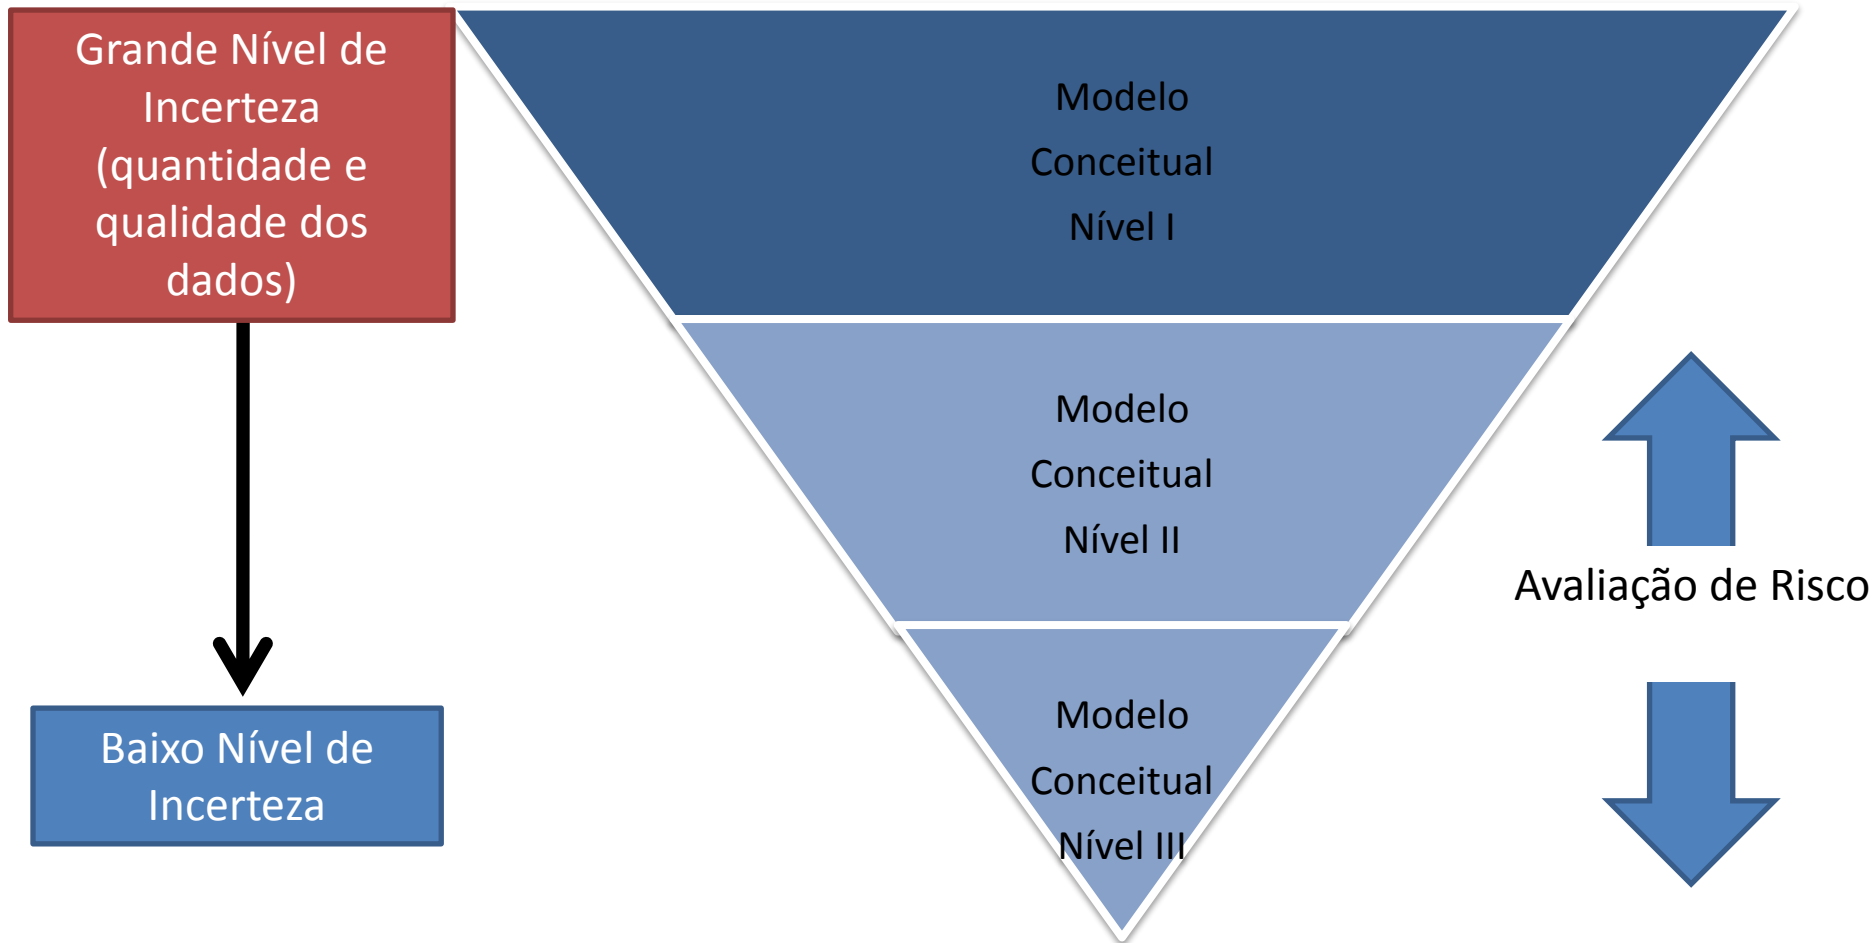 Grande Nível de
Incerteza
(quantidade e
qualidade dos
dados)
Baixo Nível de
Incerteza
Modelo
Conceitual
Nível I
Modelo
Conceitual
Nível II
Modelo
Conceitual
Nível III
Avaliação de Risco